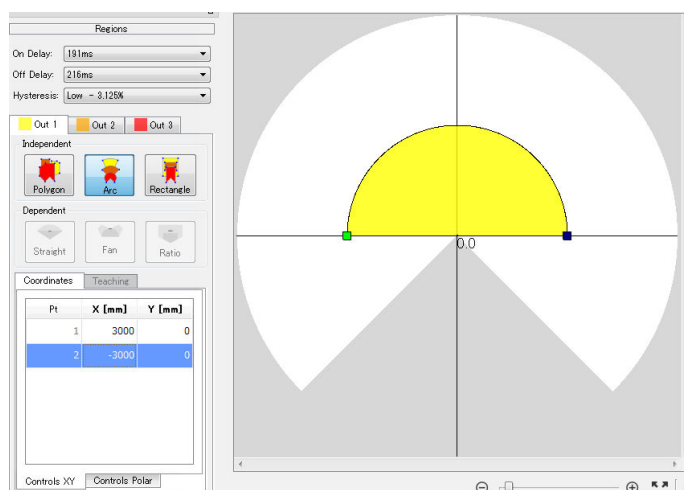 Regions
On Delay: 191ms
Off Delay: 216ms
Hysteresis: Low - 3.125%
Out 1 Out 2 Out 3
Independent
Polygon Arc Rectangle
Dependent
Straight Fan Ratio
Coordinates Teaching
Pt X [mm] Y [mm]
1 3000 0
2 -3000 0
Controls XY Controls Polar
0.0